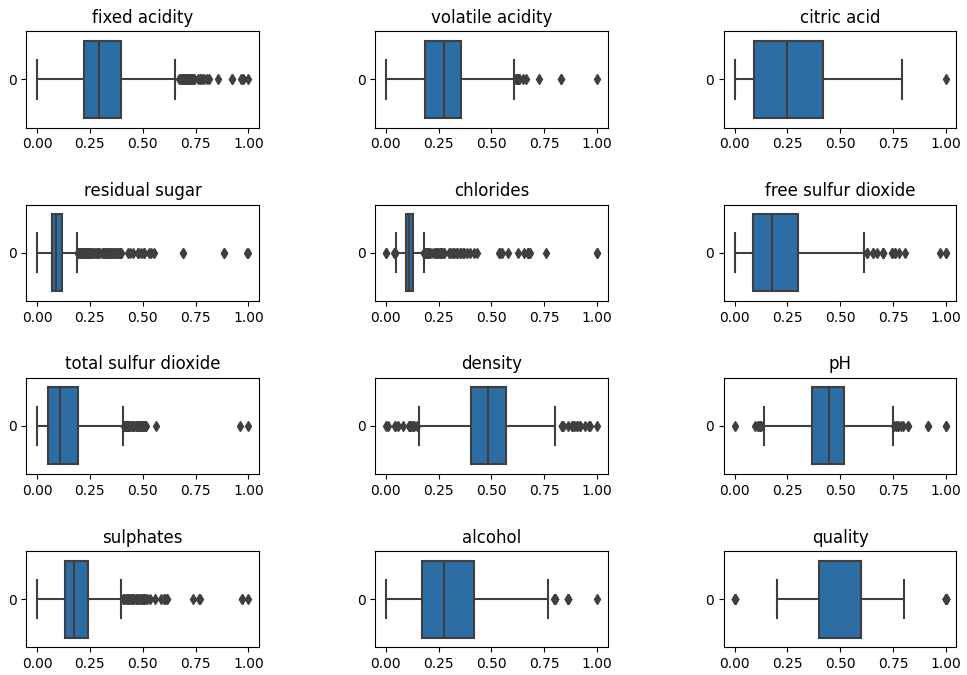 fixed acidity volatile acidity citric acid
0 0 0
0.00 0.25 0.50 0.75 1.00 0.00 0.25 0.50 0.75 1.00 0.00 0.25 0.50 0.75 1.00
residual sugar chlorides free sulfur dioxide
0 0 0
0.00 0.25 0.50 0.75 1.00 0.00 0.25 0.50 0.75 1.00 0.00 0.25 0.50 0.75 1.00
total sulfur dioxide density pH
0 0 0
0.00 0.25 0.50 0.75 1.00 0.00 0.25 0.50 0.75 1.00 0.00 0.25 0.50 0.75 1.00
sulphates alcohol quality
0 0 0
0.00 0.25 0.50 0.75 1.00 0.00 0.25 0.50 0.75 1.00 0.00 0.25 0.50 0.75 1.00